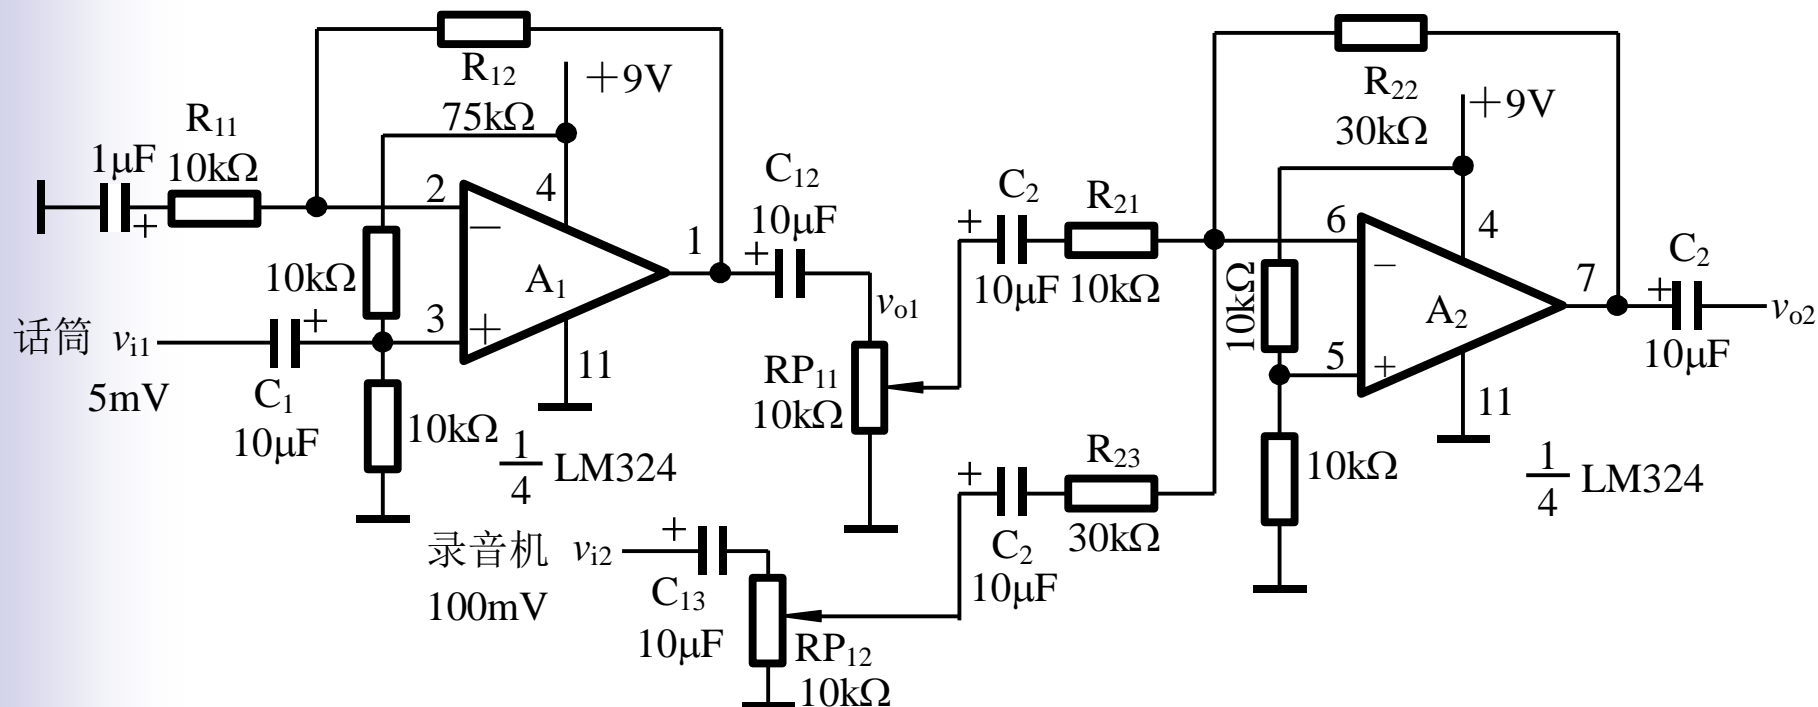 R12
75kΩ
+9V
R11
10kΩ
1μF
+
2
4
−
10kΩ
A1
1
C12
10μF
+
话筒 vi1
5mV
+
C1
10μF
3
+
11
10kΩ
1/4 LM324
vo1
RP11
10kΩ
录音机 vi2
100mV
+
C13
10μF
RP12
10kΩ
C2
+
10μF
R21
10kΩ
+
C2
10μF
R23
30kΩ
R22
30kΩ
+9V
6
4
−
10kΩ
A2
7
5
+
11
10kΩ
1/4 LM324
C2
+
10μF
vo2